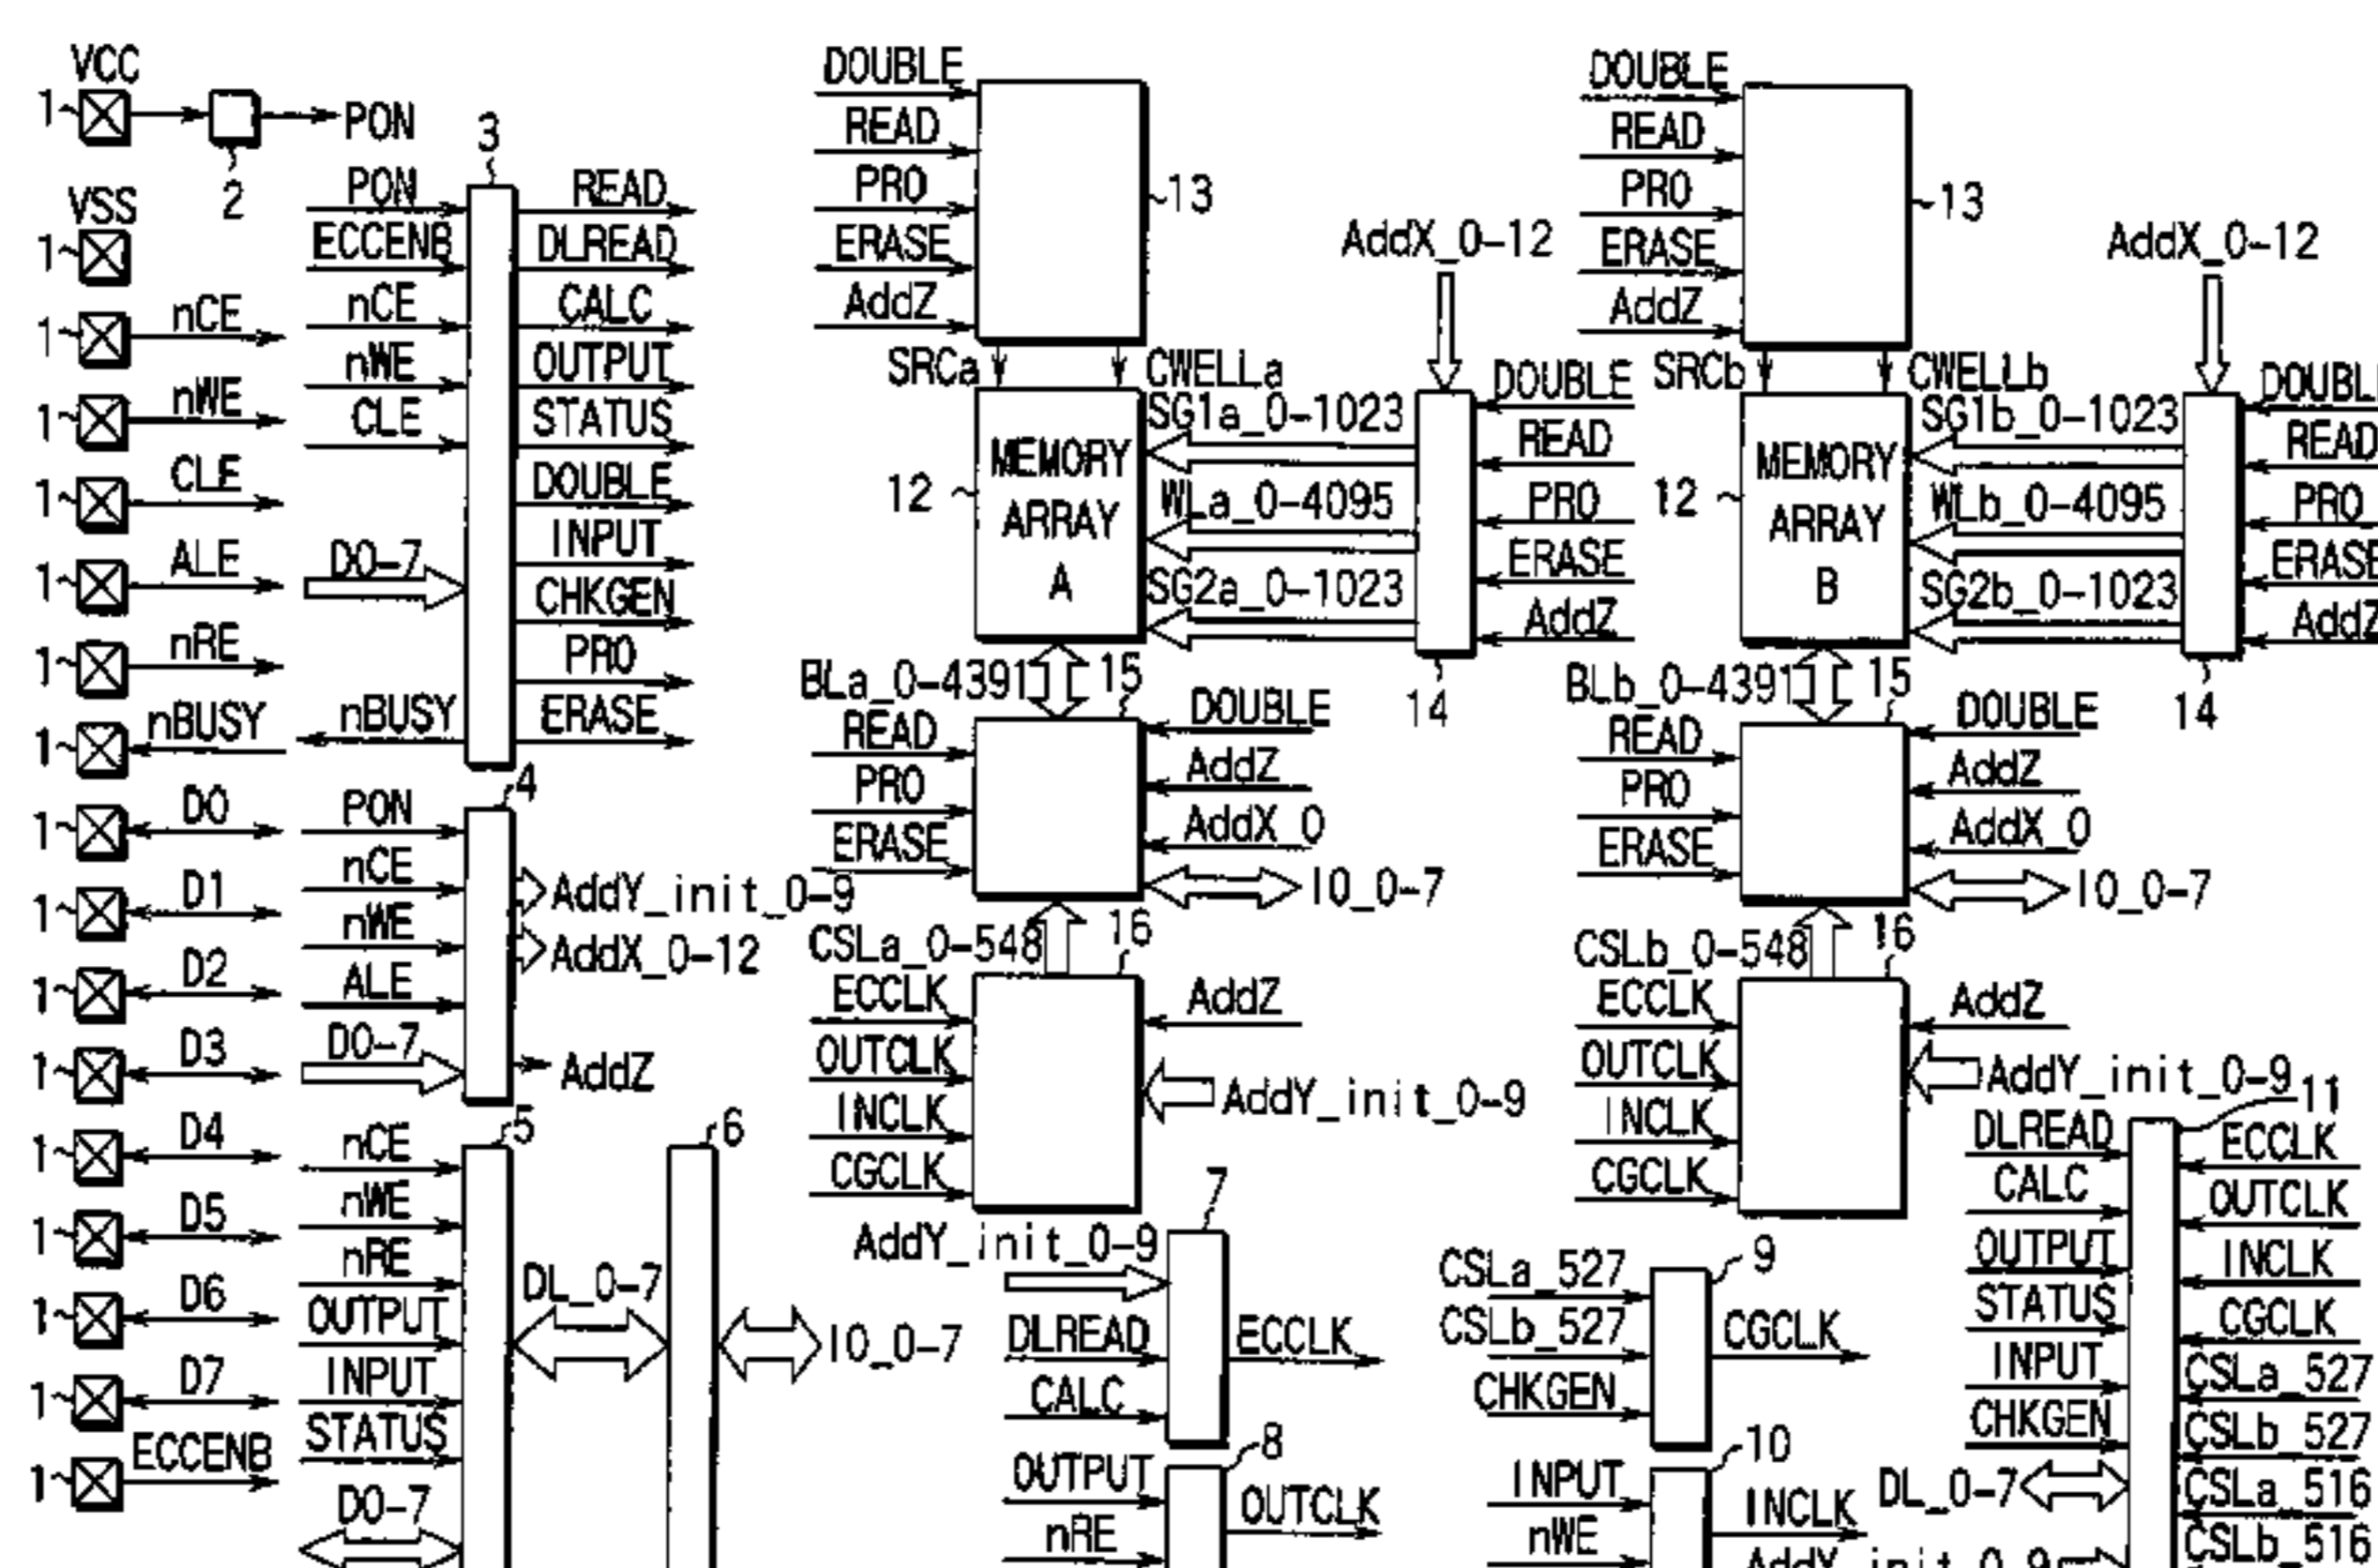 VCC
1
PON
2
VSS
1
nCE
1
nWE
1
CLE
1
ALE
1
nRE
1
nBUSY
1
D0
1
D1
1
D2
1
D3
1
D4
1
D5
1
D6
1
D7
1
ECCENB
1
3
PON
ECCENB
nCE
nWE
CLE
D0-7
nBUSY
READ
DLREAD
CALC
OUTPUT
STATUS
DOUBLE
INPUT
CHKGEN
PRO
ERASE
4
PON
nCE
nWE
ALE
D0-7
AddY_init_0-9
AddX_0-12
AddZ
5
nCE
nWE
nRE
OUTPUT
INPUT
STATUS
D0-7
DL_0-7
6
IO_0-7
DOUBLE
READ
PRO
ERASE
AddZ
13
SRCa
CWELLa
AddX_0-12
12
MEMORY
ARRAY
A
SG1a_0-1023
WLa_0-4095
SG2a_0-1023
DOUBLE
READ
PRO
ERASE
AddZ
14
BLa_0-4391
15
READ
PRO
ERASE
DOUBLE
AddZ
AddX_0
IO_0-7
CSLa_0-548
16
ECCLK
OUTCLK
INCLK
CGCLK
AddZ
AddY_init_0-9
7
AddY_init_0-9
DLREAD
CALC
ECCLK
8
OUTPUT
nRE
OUTCLK
DOUBLE
READ
PRO
ERASE
AddZ
13
SRCb
CWELLb
AddX_0-12
12
MEMORY
ARRAY
B
SG1b_0-1023
WLb_0-4095
SG2b_0-1023
READ
PRO
ERASE
14
BLb_0-4391
15
READ
PRO
ERASE
DOUBLE
AddZ
AddX_0
IO_0-7
CSLb_0-548
16
ECCLK
OUTCLK
INCLK
CGCLK
AddZ
AddY_init_0-9
9
CSLa_527
CSLb_527
CHKGEN
CGCLK
10
INPUT
nWE
INCLK
11
DLREAD
CALC
OUTPUT
STATUS
INPUT
CHKGEN
DL_0-7
AddY_init_0-9
ECCLK
OUTCLK
INCLK
CGCLK
CSLa_527
CSLb_527
CSLa_516
CSLb_516